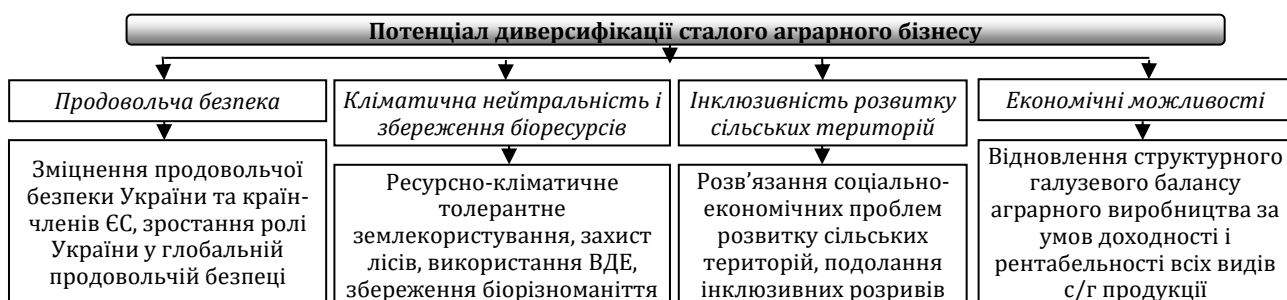 Потенціал диверсифікації сталого аграрного бізнесу
Продовольча безпека
Кліматична нейтральність і
збереження біоресурсів
Інклюзивність розвитку
сільських територій
Економічні можливості
Зміцнення продовольчої
безпеки України та країн-
членів ЄС, зростання ролі
України у глобальній
продовольчій безпеці
Ресурсно-кліматичне
толерантне
землекористування, захист
лісів, використання ВДЕ,
збереження біорізноманіття
Розв'язання соціально-
економічних проблем
розвитку сільських
територій, подолання
інклюзивних розривів
Відновлення структурного
галузевого балансу
аграрного виробництва за
умов доходності і
рентабельності всіх видів
с/г продукції